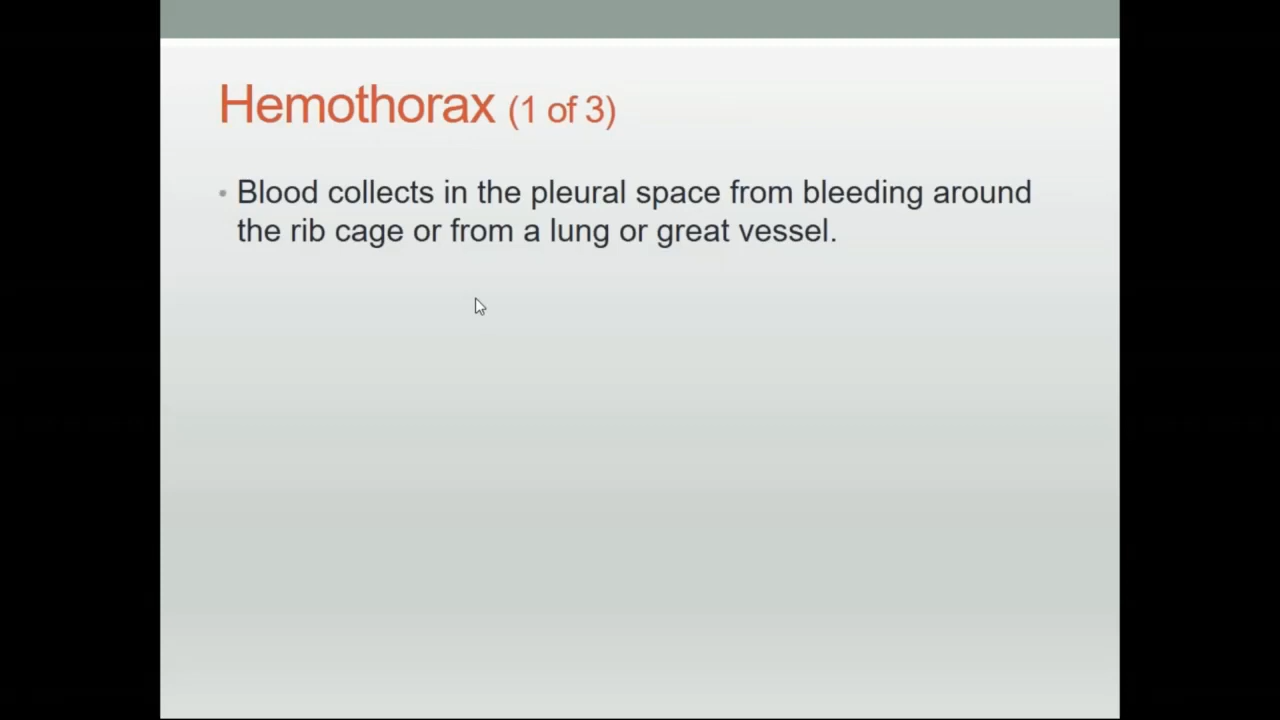 Hemothorax (1 of 3)
• Blood collects in the pleural space from bleeding around
the rib cage or from a lung or great vessel.